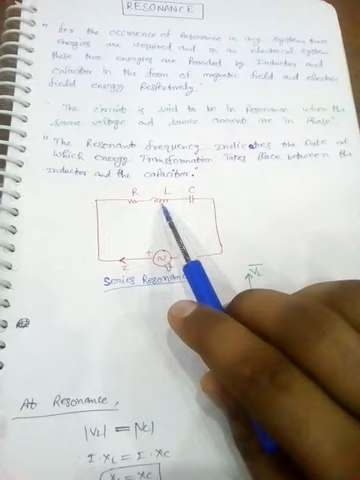 RESONANCE
" For the occurence of Resonance in any system two
energies are required and in an electrical system
these two energies are Handled by Inductor and
capacitor in the form of magnetic field and electric
field energy Respectively."
" The circuit is said to be in Resonance when the
source voltage and source current are in Phase".
" The Resonant frequency Indicates the Rate at
which energy Transformation Takes place between the
Inductor and the capacitor."
R L C
I + N
Series Resonance
VL
At Resonance,
|VL| = |VC|
I. XL = I. XC
XL = XC